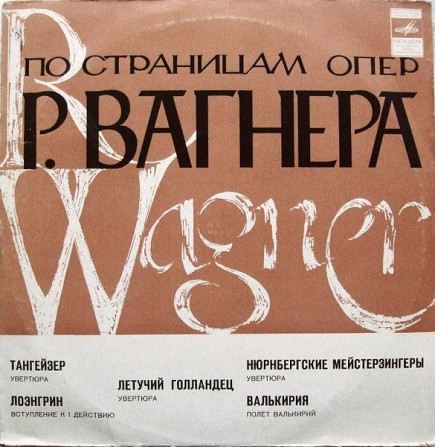 ПО СТРАНИЦАМ ОПЕР
Р. ВАГНЕРА
R
Wagner
ТАНГЕЙЗЕР
УВЕРТЮРА
ЛОЭНГРИН
ВСТУПЛЕНИЕ К 1 ДЕЙСТВИЮ
ЛЕТУЧИЙ ГОЛЛАНДЕЦ
УВЕРТЮРА
НЮРНБЕРГСКИЕ МЕЙСТЕРЗИНГЕРЫ
УВЕРТЮРА
ВАЛЬКИРИЯ
ПОЛЕТ ВАЛЬКИРИЙ